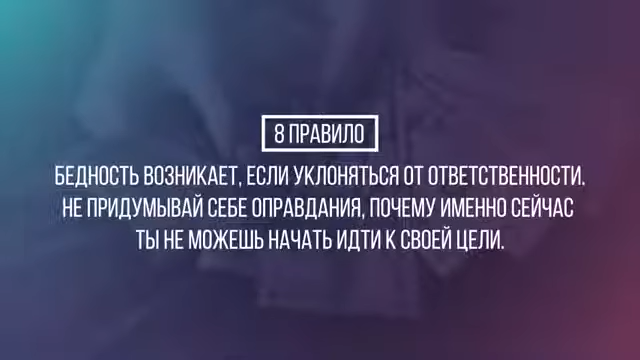 8 ПРАВИЛО
БЕДНОСТЬ ВОЗНИКАЕТ, ЕСЛИ УКЛОНЯТЬСЯ ОТ ОТВЕТСТВЕННОСТИ.
НЕ ПРИДУМЫВАЙ СЕБЕ ОПРАВДАНИЯ, ПОЧЕМУ ИМЕННО СЕЙЧАС
ТЫ НЕ МОЖЕШЬ НАЧАТЬ ИДТИ К СВОЕЙ ЦЕЛИ.